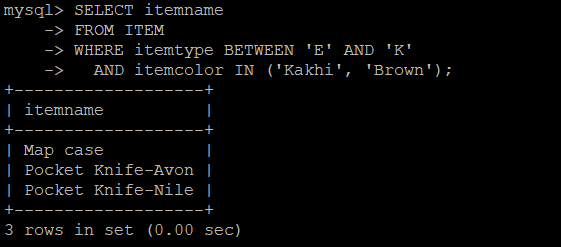 mysql> SELECT itemname
    -> FROM ITEM
    -> WHERE itemtype BETWEEN 'E' AND 'K'
    ->   AND itemcolor IN ('Kakhi', 'Brown');
+-------------------+
| itemname          |
+-------------------+
| Map case          |
| Pocket Knife-Avon |
| Pocket Knife-Nile |
+-------------------+
3 rows in set (0.00 sec)